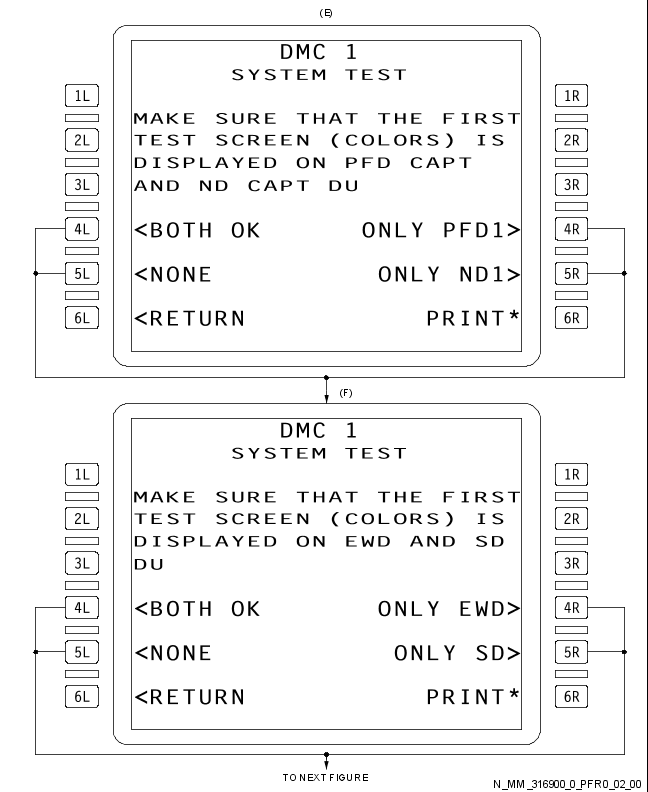 (E)
DMC 1
SYSTEM TEST
1L 1R
MAKE SURE THAT THE FIRST
2L TEST SCREEN (COLORS) IS 2R
DISPLAYED ON PFD CAPT
3L AND ND CAPT DU 3R
4L <BOTH OK ONLY PFD1> 4R
5L <NONE ONLY ND1> 5R
6L <RETURN PRINT* 6R
(F)
DMC 1
SYSTEM TEST
1L 1R
MAKE SURE THAT THE FIRST
2L TEST SCREEN (COLORS) IS 2R
DISPLAYED ON EWD AND SD
3L DU 3R
4L <BOTH OK ONLY EWD> 4R
5L <NONE ONLY SD> 5R
6L <RETURN PRINT* 6R
TO NEXT FIGURE
N_MM_316900_0_PFR0_02_00